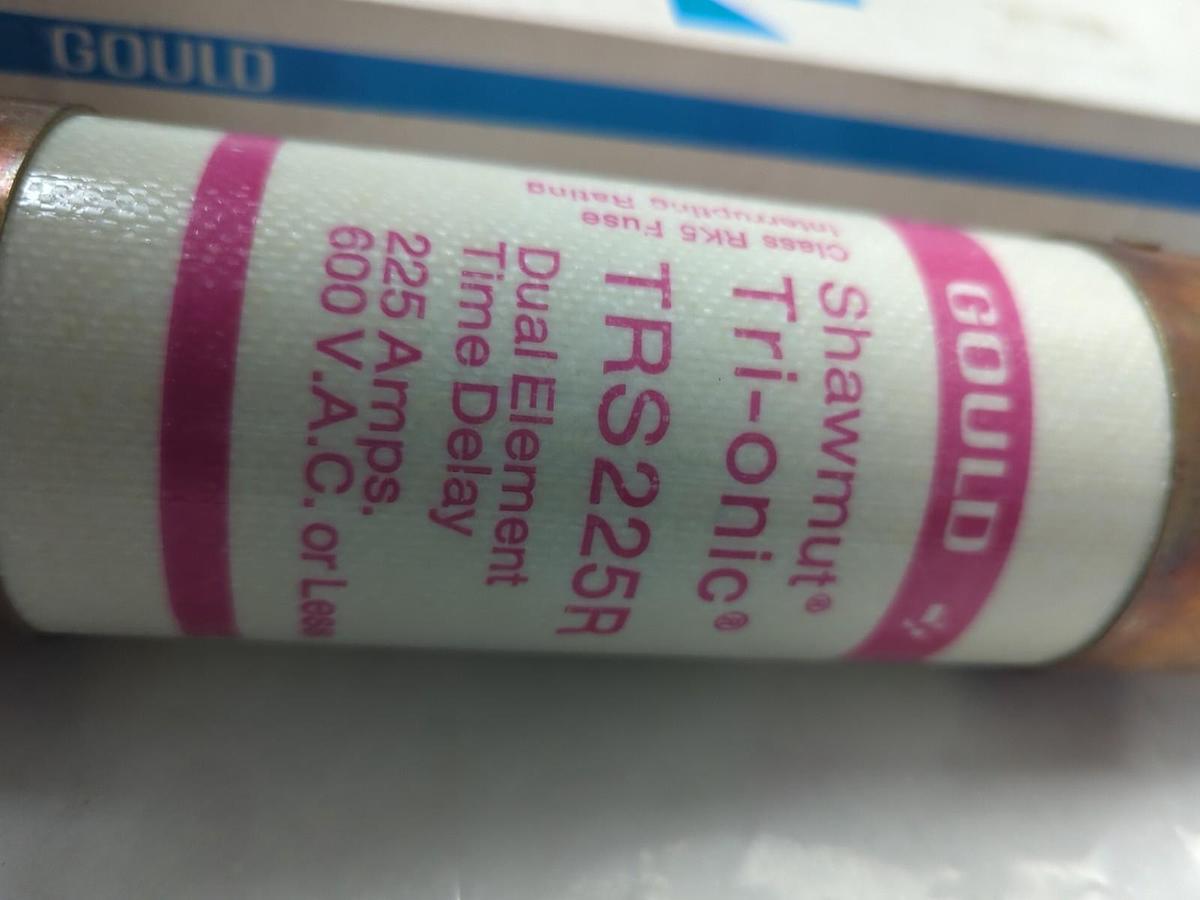 GOULD
GOULD
Shawmut®
Tri-onic®
TRS225R
Dual Element
Time Delay
225 Amps.
600 V.A.C. or Less
Class RK5 Fuse
Interrupting Rating